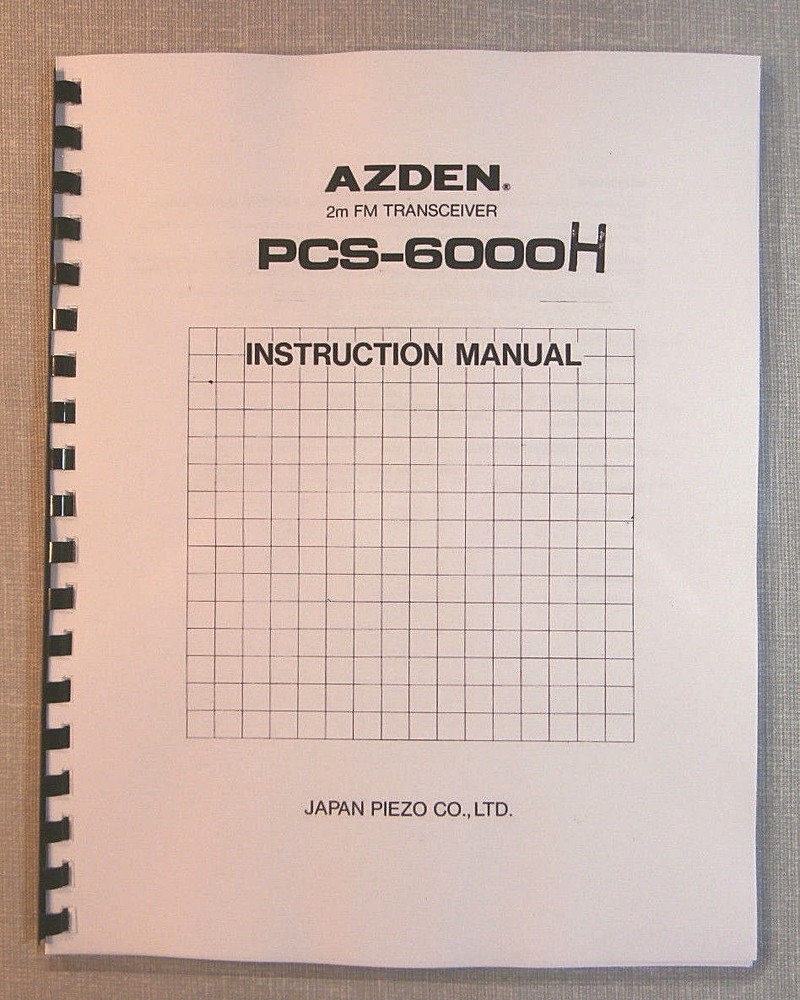 AZDEN®
2m FM TRANSCEIVER
PCS-6000H
INSTRUCTION MANUAL
JAPAN PIEZO CO., LTD.